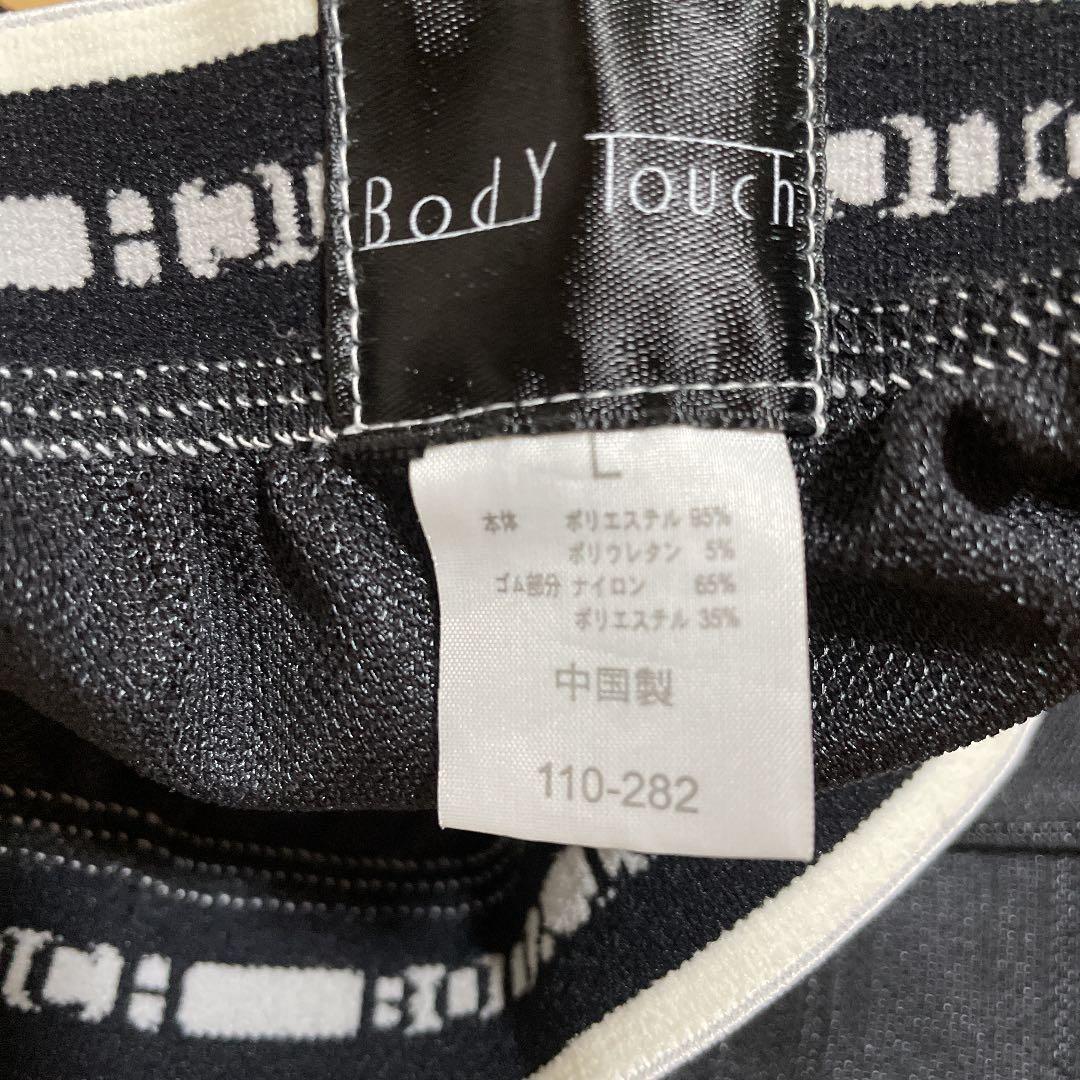 Body Touch
L
本体 ポリエステル 95%
ポリウレタン 5%
ゴム部分 ナイロン 65%
ポリエステル 35%
中国製
110-282